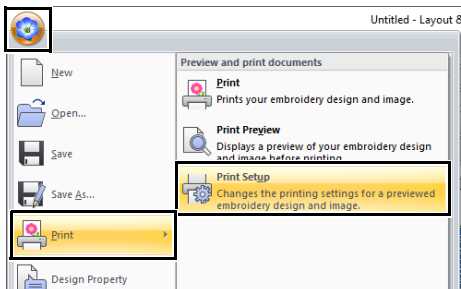 Untitled - Layout &
New
Open...
Save
Save As...
Print
Design Property
Preview and print documents
Print
Prints your embroidery design and image.
Print Preview
Displays a preview of your embroidery design
and image before printing.
Print Setup
Changes the printing settings for a previewed
embroidery design and image.